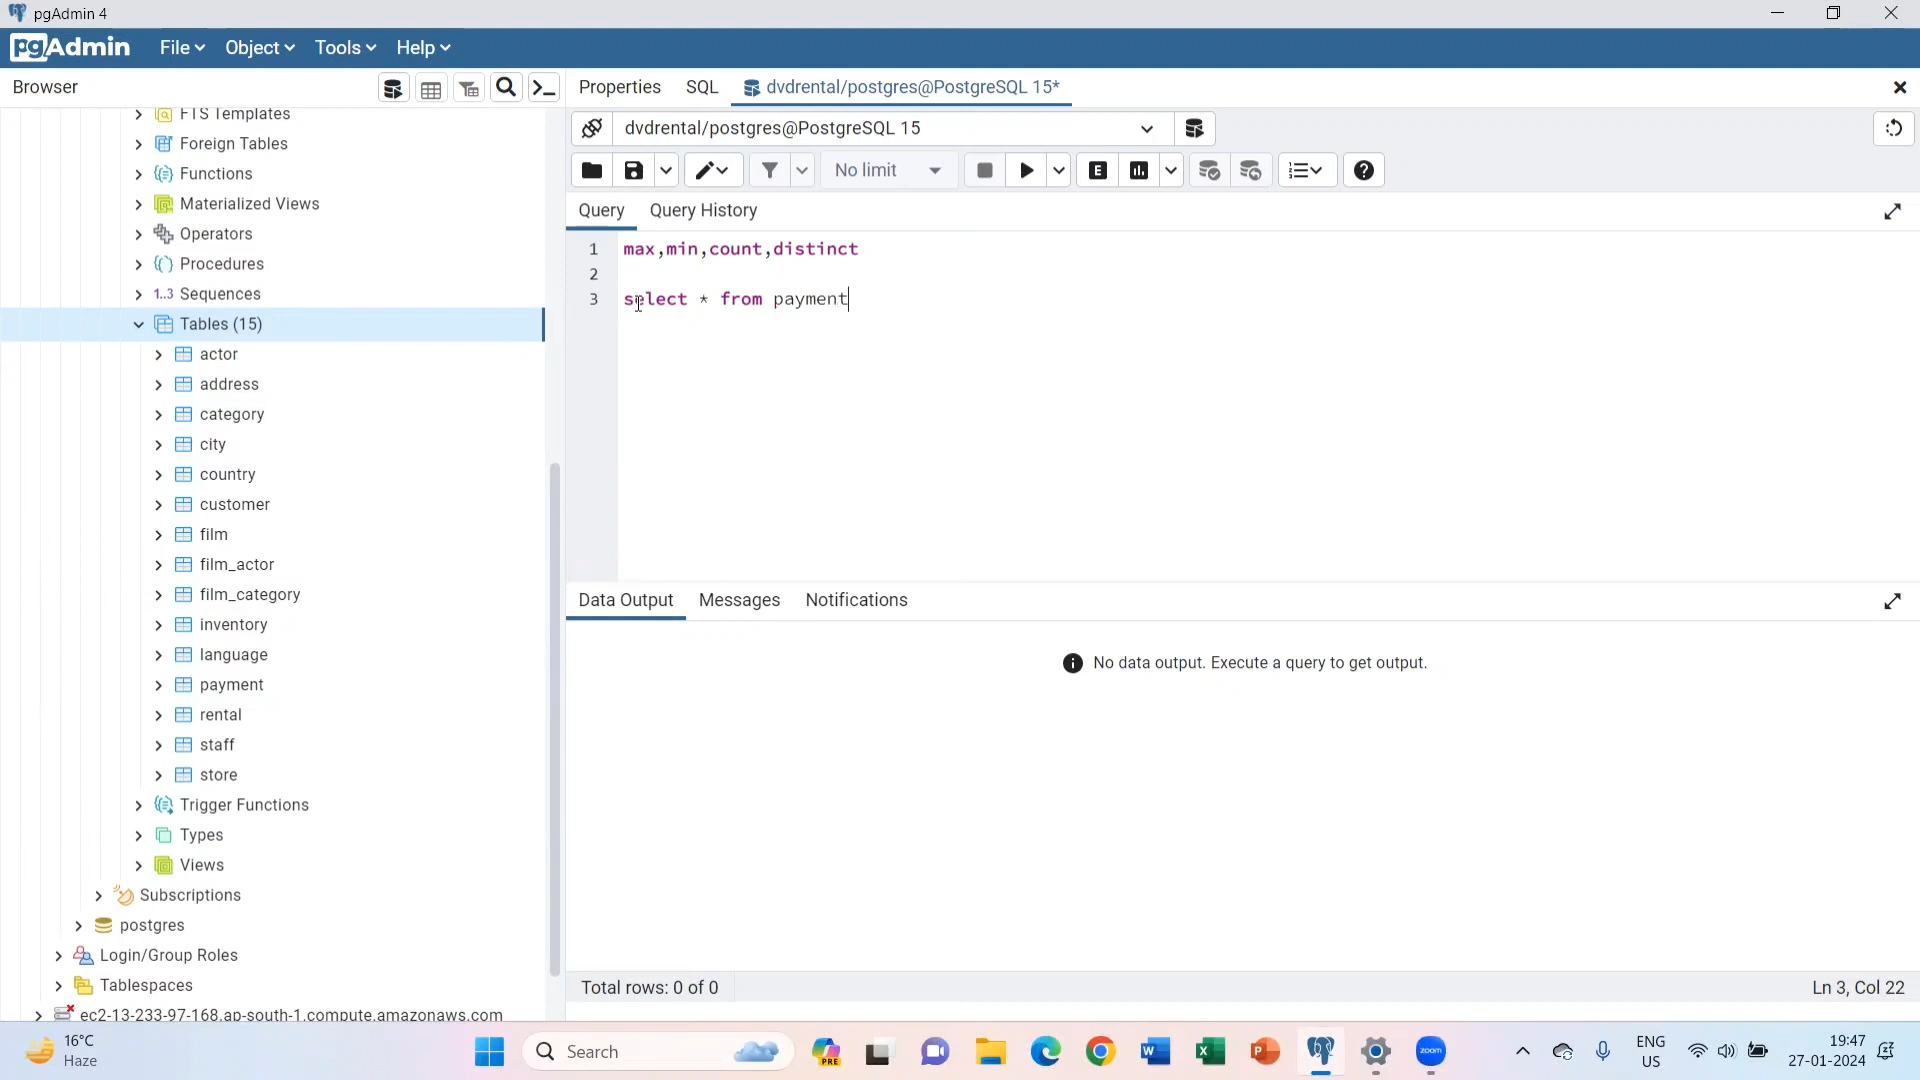 pgAdmin 4
pgAdmin File Object Tools Help
Browser
Properties SQL dvdrental/postgres@PostgreSQL 15*
FTS Templates
Foreign Tables
Functions
Materialized Views
Operators
Procedures
1..3 Sequences
Tables (15)
actor
address
category
city
country
customer
film
film_actor
film_category
inventory
language
payment
rental
staff
store
Trigger Functions
Types
Views
Subscriptions
postgres
Login/Group Roles
Tablespaces
ec2-13-233-97-168.ap-south-1.compute.amazonaws.com
dvdrental/postgres@PostgreSQL 15
No limit E
Query Query History
1 max,min,count,distinct
2
3 select * from payment
Data Output Messages Notifications
No data output. Execute a query to get output.
Total rows: 0 of 0 Ln 3, Col 22
16°C
Haze
Search
PRE
W
X
P
zoom
ENG
US
19:47
27-01-2024